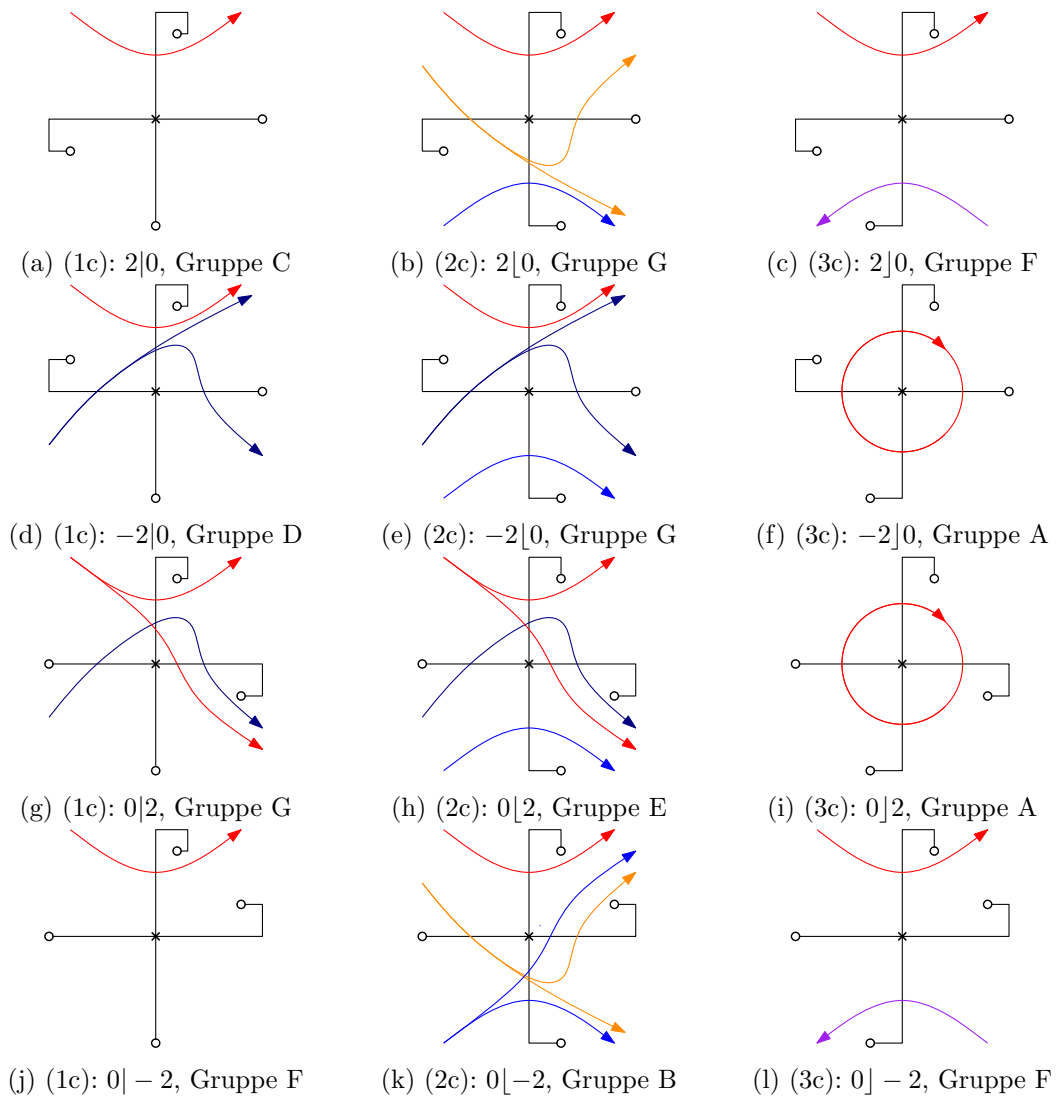 (a) (1c): 2|0, Gruppe C
(b) (2c): 2⌊0, Gruppe G
(c) (3c): 2⌋0, Gruppe F
(d) (1c): −2|0, Gruppe D
(e) (2c): −2⌊0, Gruppe G
(f) (3c): −2⌋0, Gruppe A
(g) (1c): 0|2, Gruppe G
(h) (2c): 0⌊2, Gruppe E
(i) (3c): 0⌋2, Gruppe A
(j) (1c): 0| − 2, Gruppe F
(k) (2c): 0⌊−2, Gruppe B
(l) (3c): 0⌋ − 2, Gruppe F